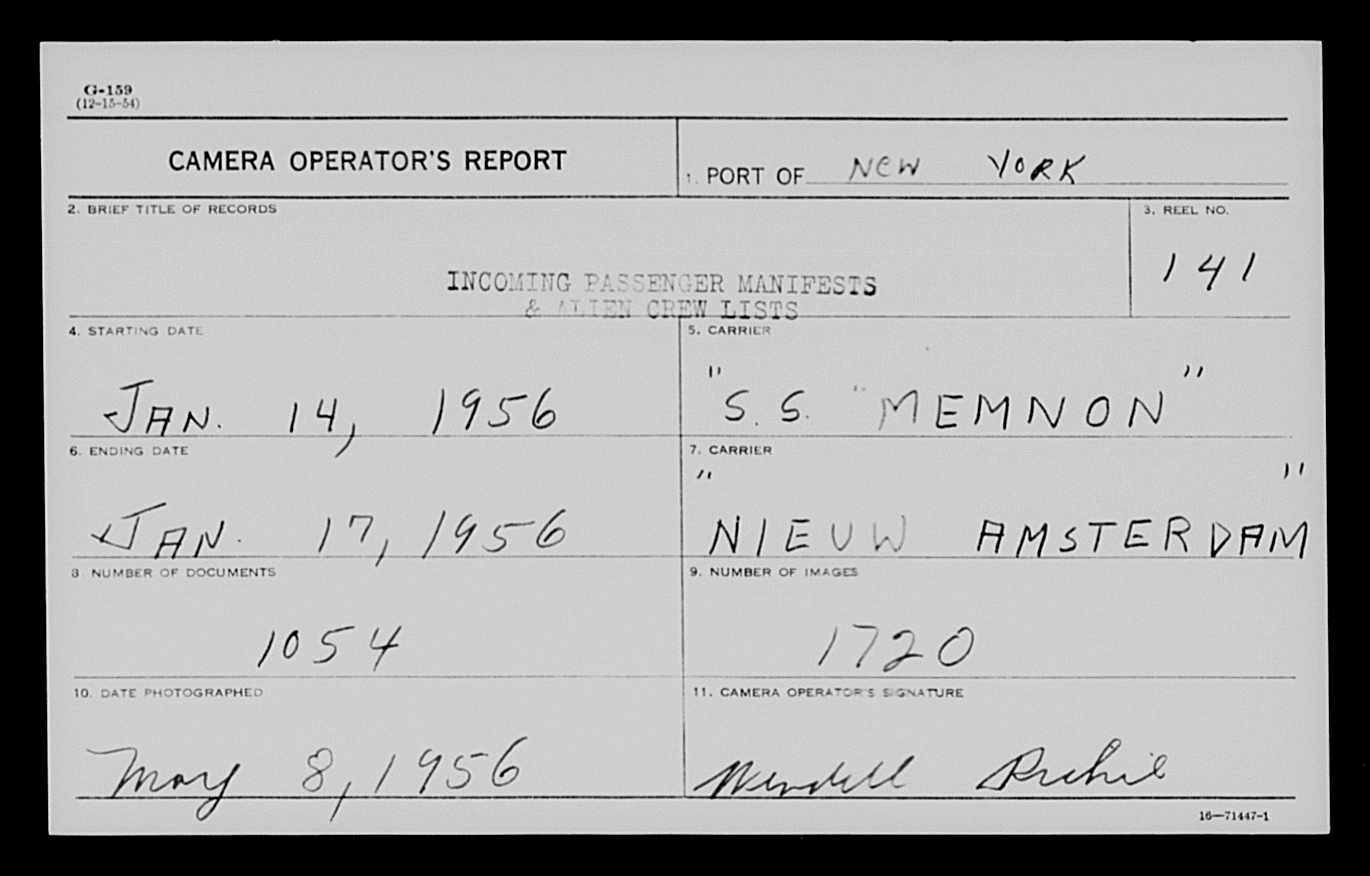 G-159
(12-15-54)
CAMERA OPERATOR'S REPORT
1. PORT OF NEW YORK
2. BRIEF TITLE OF RECORDS
3. REEL NO.
INCOMING PASSENGER MANIFESTS
& ALIEN CREW LISTS
141
4. STARTING DATE
5. CARRIER
JAN. 14, 1956
"S.S. "MEMNON"
6. ENDING DATE
7. CARRIER
JAN. 17, 1956
"NIEUW AMSTERDAM"
8. NUMBER OF DOCUMENTS
9. NUMBER OF IMAGES
1054
1720
10. DATE PHOTOGRAPHED
11. CAMERA OPERATOR'S SIGNATURE
May 8, 1956
Wendell
16—71447-1